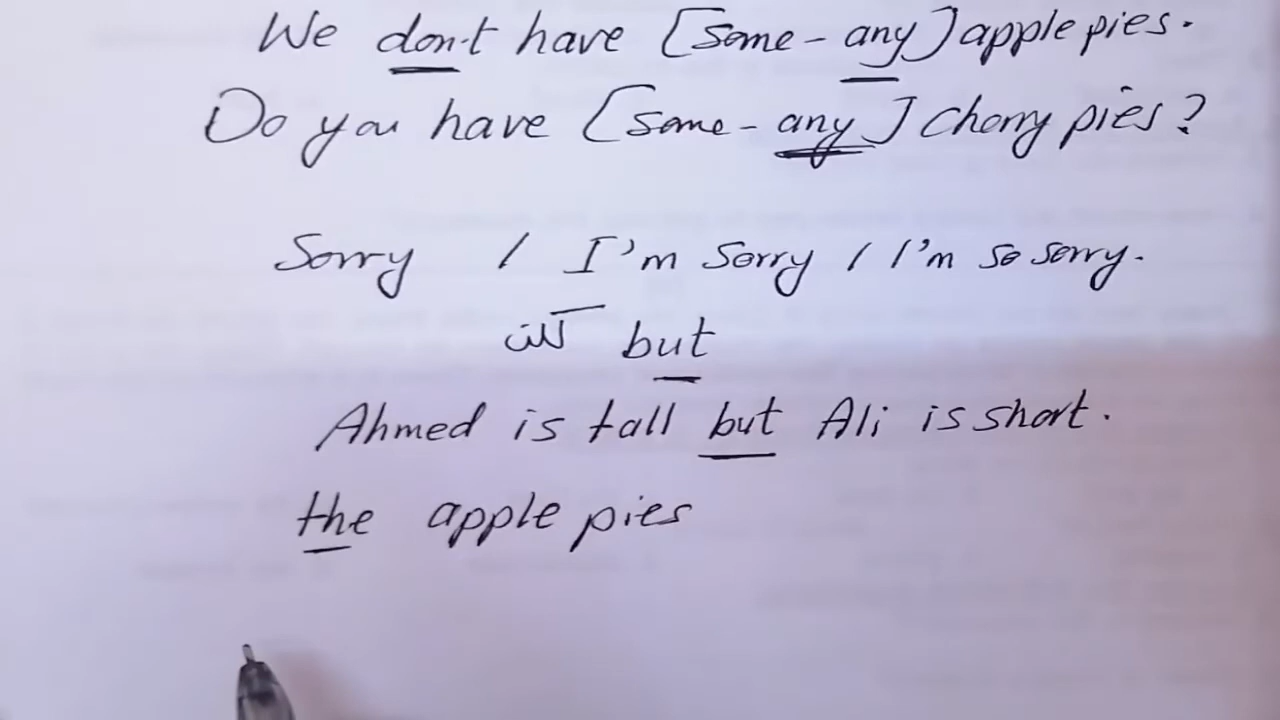 We don't have [some - any] apple pies.
Do you have [some - any] cherry pies?
Sorry / I'm sorry / I'm so sorry.
لكن but
Ahmed is tall but Ali is short.
the apple pies